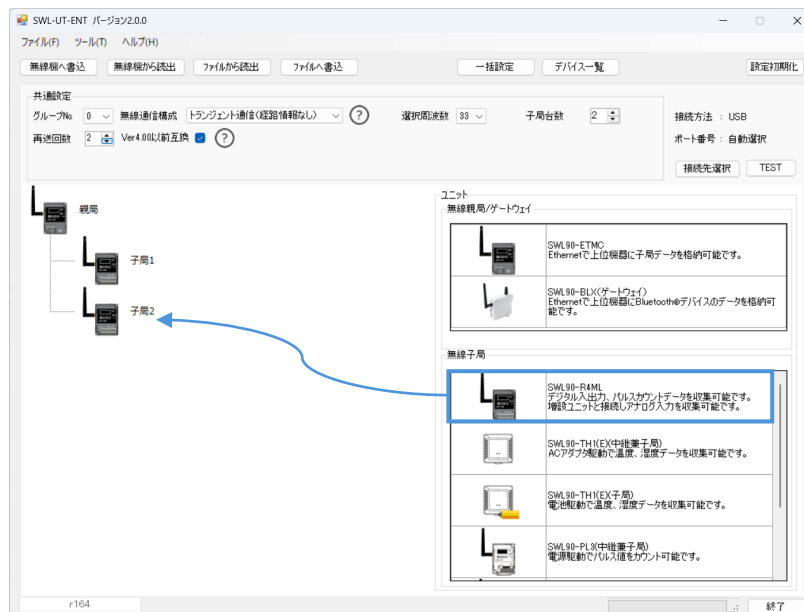 SWL-UT-ENT バージョン2.0.0
ファイル(F) ツール(T) ヘルプ(H)
無線機へ書込 無線機から読出 ファイルから読出 ファイルへ書込 一括設定 デバイス一覧 設定初期化
共通設定
グループNo. 0 無線通信構成 トランジェント通信(経路情報なし) ? 選択周波数 33 子局台数 2 接続方法 : USB
再送回数 2 Ver4.00以前互換 ? ポート番号 : 自動選択
接続先選択 TEST
親局
子局1
子局2
ユニット
無線親局/ゲートウェイ
SWL90-ETMC
Ethernetで上位機器に子局データを格納可能です。
SWL90-BLX(ゲートウェイ)
Ethernetで上位機器にBluetooth®デバイスのデータを格納可
能です。
無線子局
SWL90-R4ML
デジタル入出力、パルスカウントデータを収集可能です。
増設ユニットと接続しアナログ入力を収集可能です。
SWL90-TH1(E)(中継兼子局)
ACアダプタ駆動で温度、湿度データを収集可能です。
SWL90-TH1(E)(子局)
電池駆動で温度、湿度データを収集可能です。
SWL90-PL3(中継兼子局)
電源駆動でパルス値をカウント可能です。
r164 終了